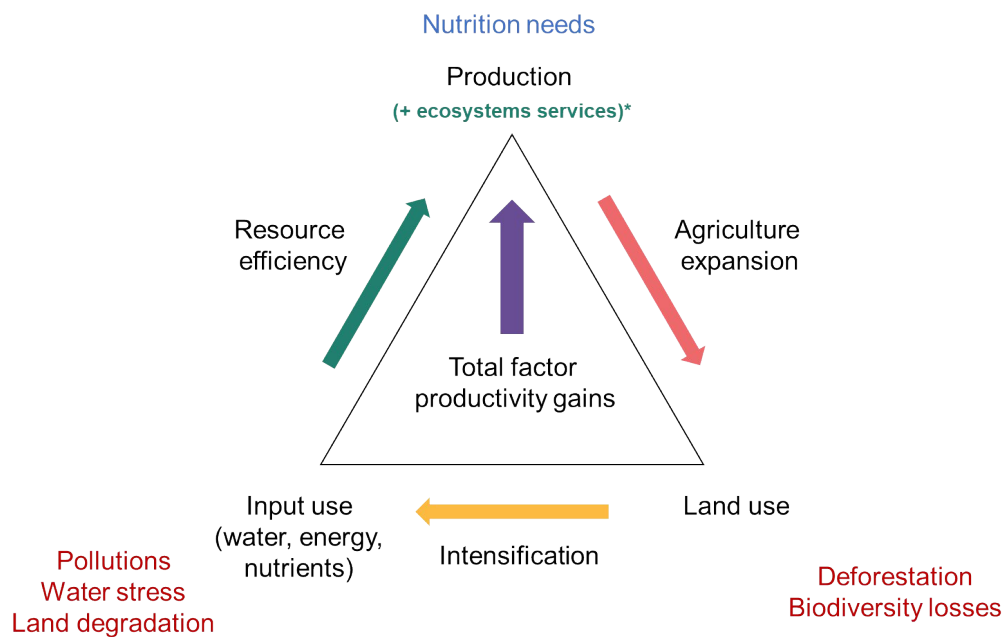 Nutrition needs
Production
(+ ecosystems services)*
Resource
efficiency
Agriculture
expansion
Total factor
productivity gains
Input use
(water, energy,
nutrients)
Intensification
Land use
Pollutions
Water stress
Land degradation
Deforestation
Biodiversity losses